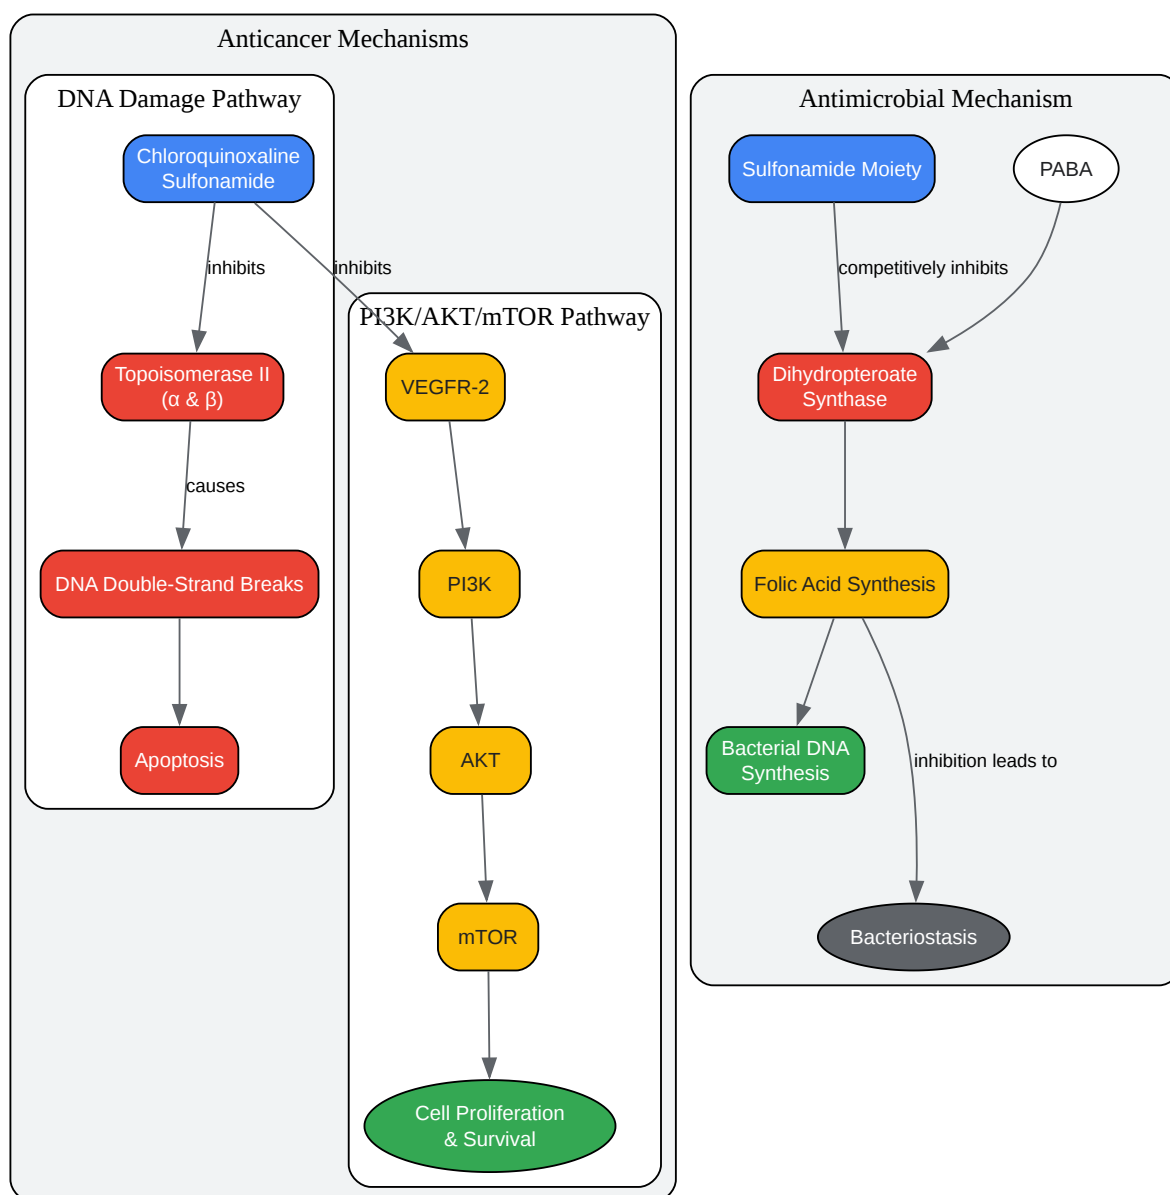 Anticancer Mechanisms
DNA Damage Pathway
Chloroquinoxaline
Sulfonamide
inhibits
inhibits
Topoisomerase II
(α & β)
causes
DNA Double-Strand Breaks
Apoptosis
PI3K/AKT/mTOR Pathway
VEGFR-2
PI3K
AKT
mTOR
Cell Proliferation
& Survival
Antimicrobial Mechanism
Sulfonamide Moiety
PABA
competitively inhibits
Dihydropteroate
Synthase
Folic Acid Synthesis
Bacterial DNA
Synthesis
inhibition leads to
Bacteriostasis